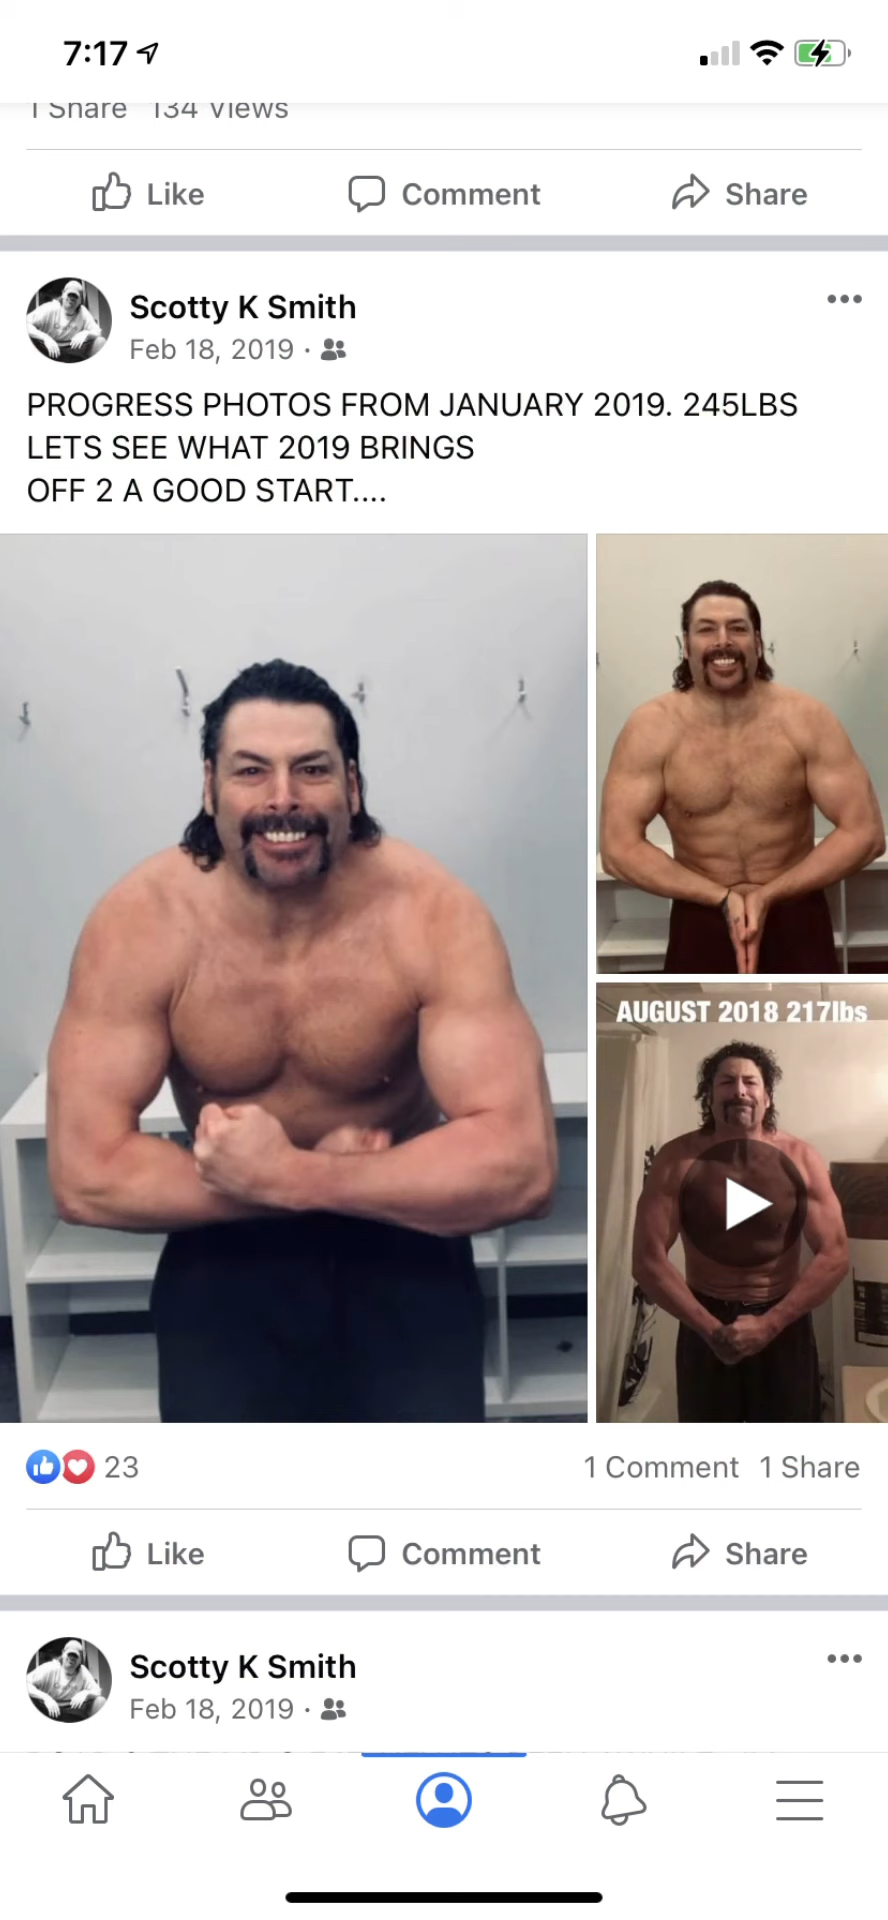 7:17
1 Share 134 Views
Like Comment Share
Scotty K Smith
Feb 18, 2019 ·
PROGRESS PHOTOS FROM JANUARY 2019. 245LBS
LETS SEE WHAT 2019 BRINGS
OFF 2 A GOOD START....
AUGUST 2018 217lbs
23 1 Comment 1 Share
Like Comment Share
Scotty K Smith
Feb 18, 2019 ·